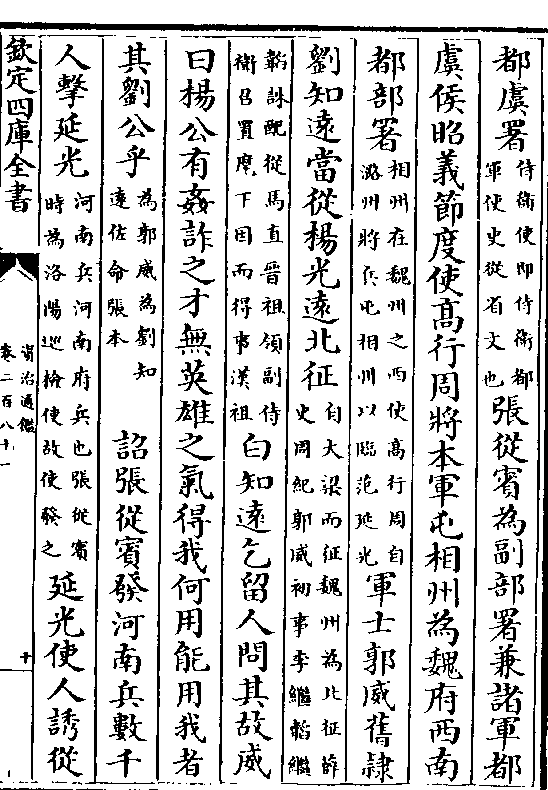 都虞署侍衛使即侍衛都
軍使史從省文也張從賓為副部署兼諸軍都
虞侯昭義節度使高行周將本軍屯相州為魏府西南
都部署相州在魏州之西使高行周自
潞州將兵屯相州以臨范延光軍士郭威舊隸
劉知遠當從楊光遠北征自大梁而征魏州為北征薛
史周紀郭威初事李繼韜繼
韜誅配從馬直晉祖領副侍
衛召置麾下因而得事漢祖白知遠乞留人問其故威
曰楊公有姦詐之才無英雄之氣得我何用能用我者
其劉公乎為郭威為劉知
遠佐命張本詔張從賓發河南兵數千
人擊延光河南兵河南府兵也張從賓
時為洛陽巡檢使故使發之延光使人誘從
欽定四庫全書
資治通鑑
卷二百八十一
十